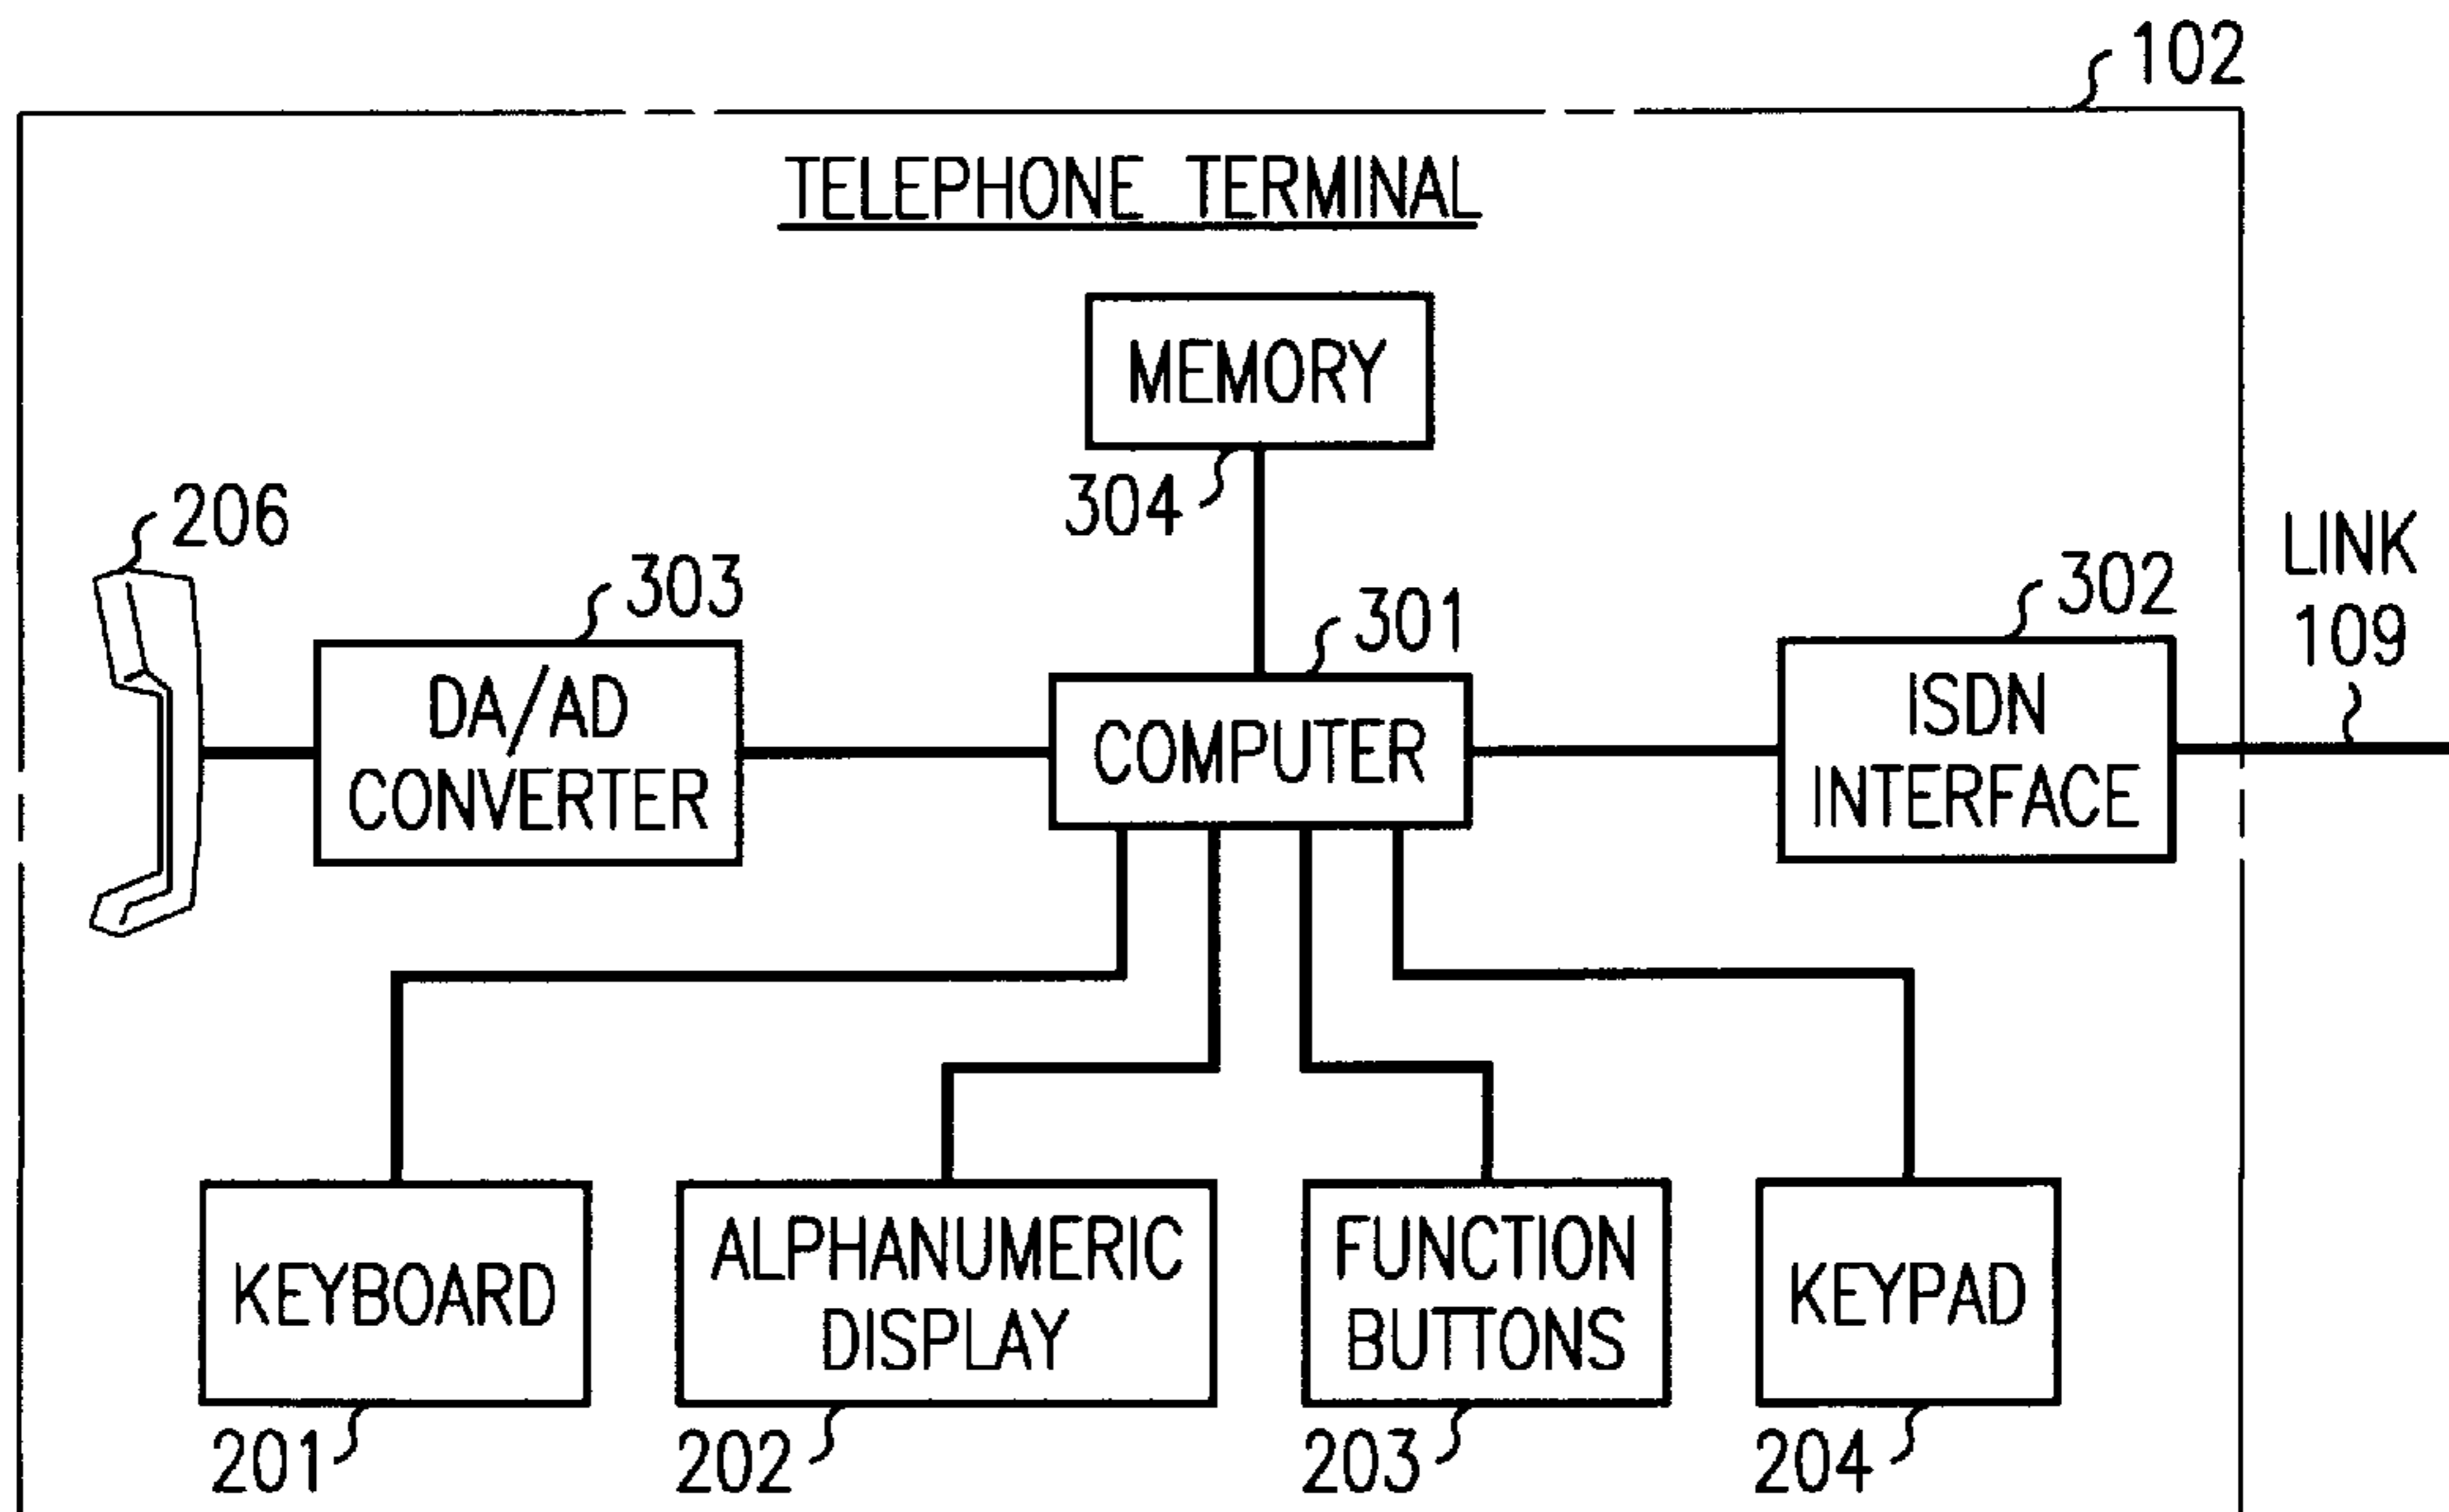 102
TELEPHONE TERMINAL
MEMORY
304
206
303
301
302
LINK
109
DA/AD
CONVERTER
COMPUTER
ISDN
INTERFACE
KEYBOARD
ALPHANUMERIC
DISPLAY
FUNCTION
BUTTONS
KEYPAD
201
202
203
204